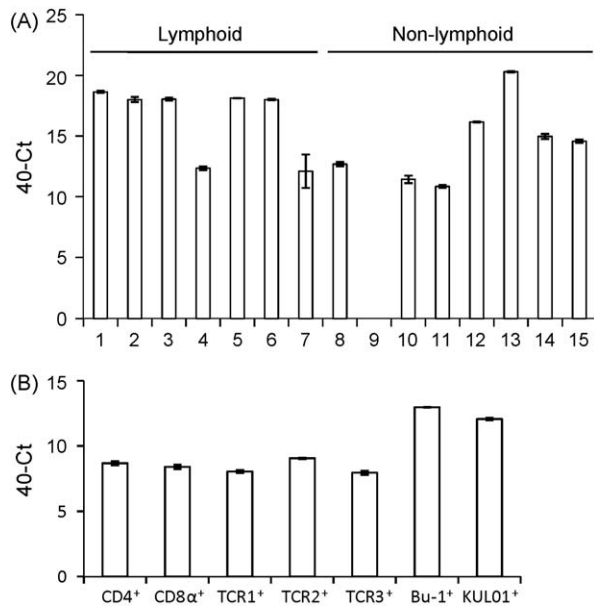 (A)
25
Lymphoid Non-lymphoid
20
15
40-Ct
10
5
0
1 2 3 4 5 6 7 8 9 10 11 12 13 14 15
(B)
15
10
40-Ct
5
0
CD4⁺ CD8α⁺ TCR1⁺ TCR2⁺ TCR3⁺ Bu-1⁺ KUL01⁺